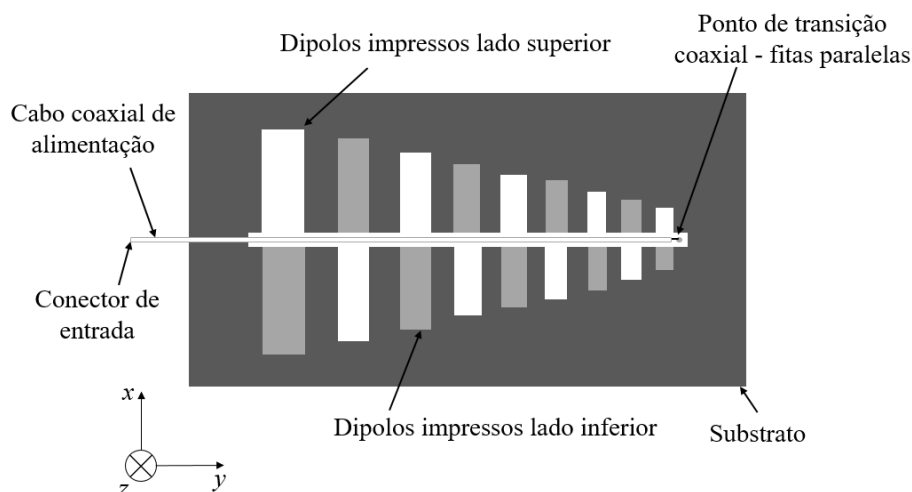 Ponto de transição
coaxial - fitas paralelas
Dipolos impressos lado superior
Cabo coaxial de
alimentação
Conector de
entrada
Dipolos impressos lado inferior
Substrato
x
z
y